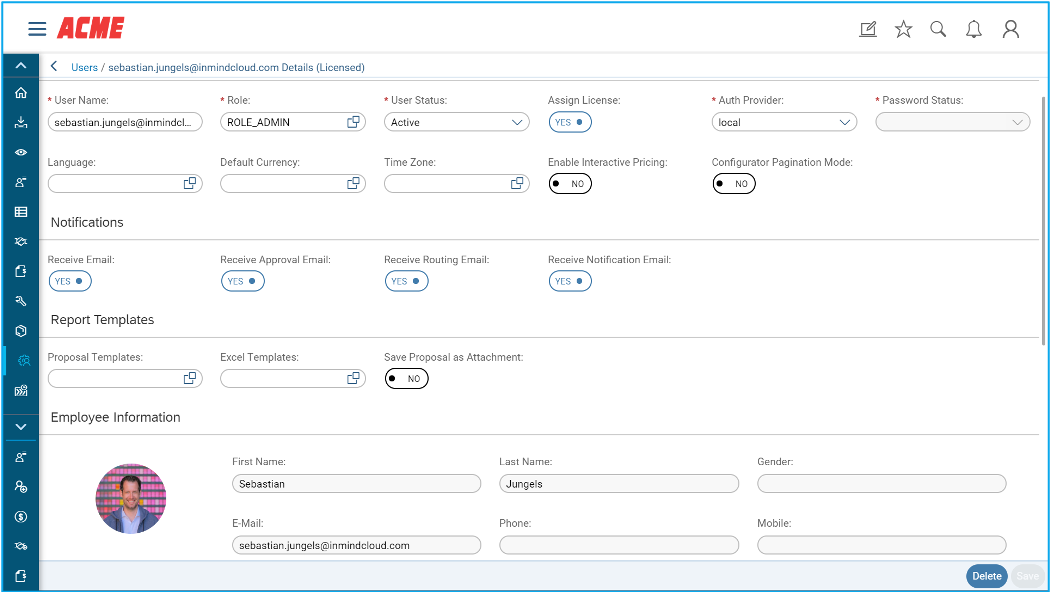 ACME
Users / sebastian.jungels@inmindcloud.com Details (Licensed)
* User Name: * Role: * User Status: Assign License: * Auth Provider: * Password Status:
sebastian.jungels@inmindcl... ROLE_ADMIN Active YES local
Language: Default Currency: Time Zone: Enable Interactive Pricing: Configurator Pagination Mode:
NO NO
Notifications
Receive Email: Receive Approval Email: Receive Routing Email: Receive Notification Email:
YES YES YES YES
Report Templates
Proposal Templates: Excel Templates: Save Proposal as Attachment:
NO
Employee Information
First Name: Last Name: Gender:
Sebastian Jungels
E-Mail: Phone: Mobile:
sebastian.jungels@inmindcloud.com
Delete Save